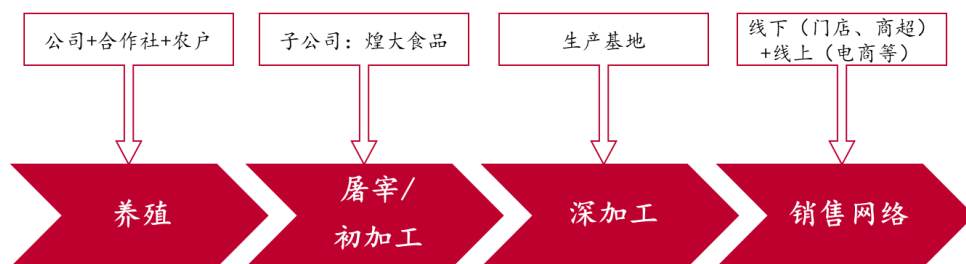 公司+合作社+农户
子公司：煌大食品
生产基地
线下（门店、商超）
+线上（电商等）
养殖
屠宰/
初加工
深加工
销售网络